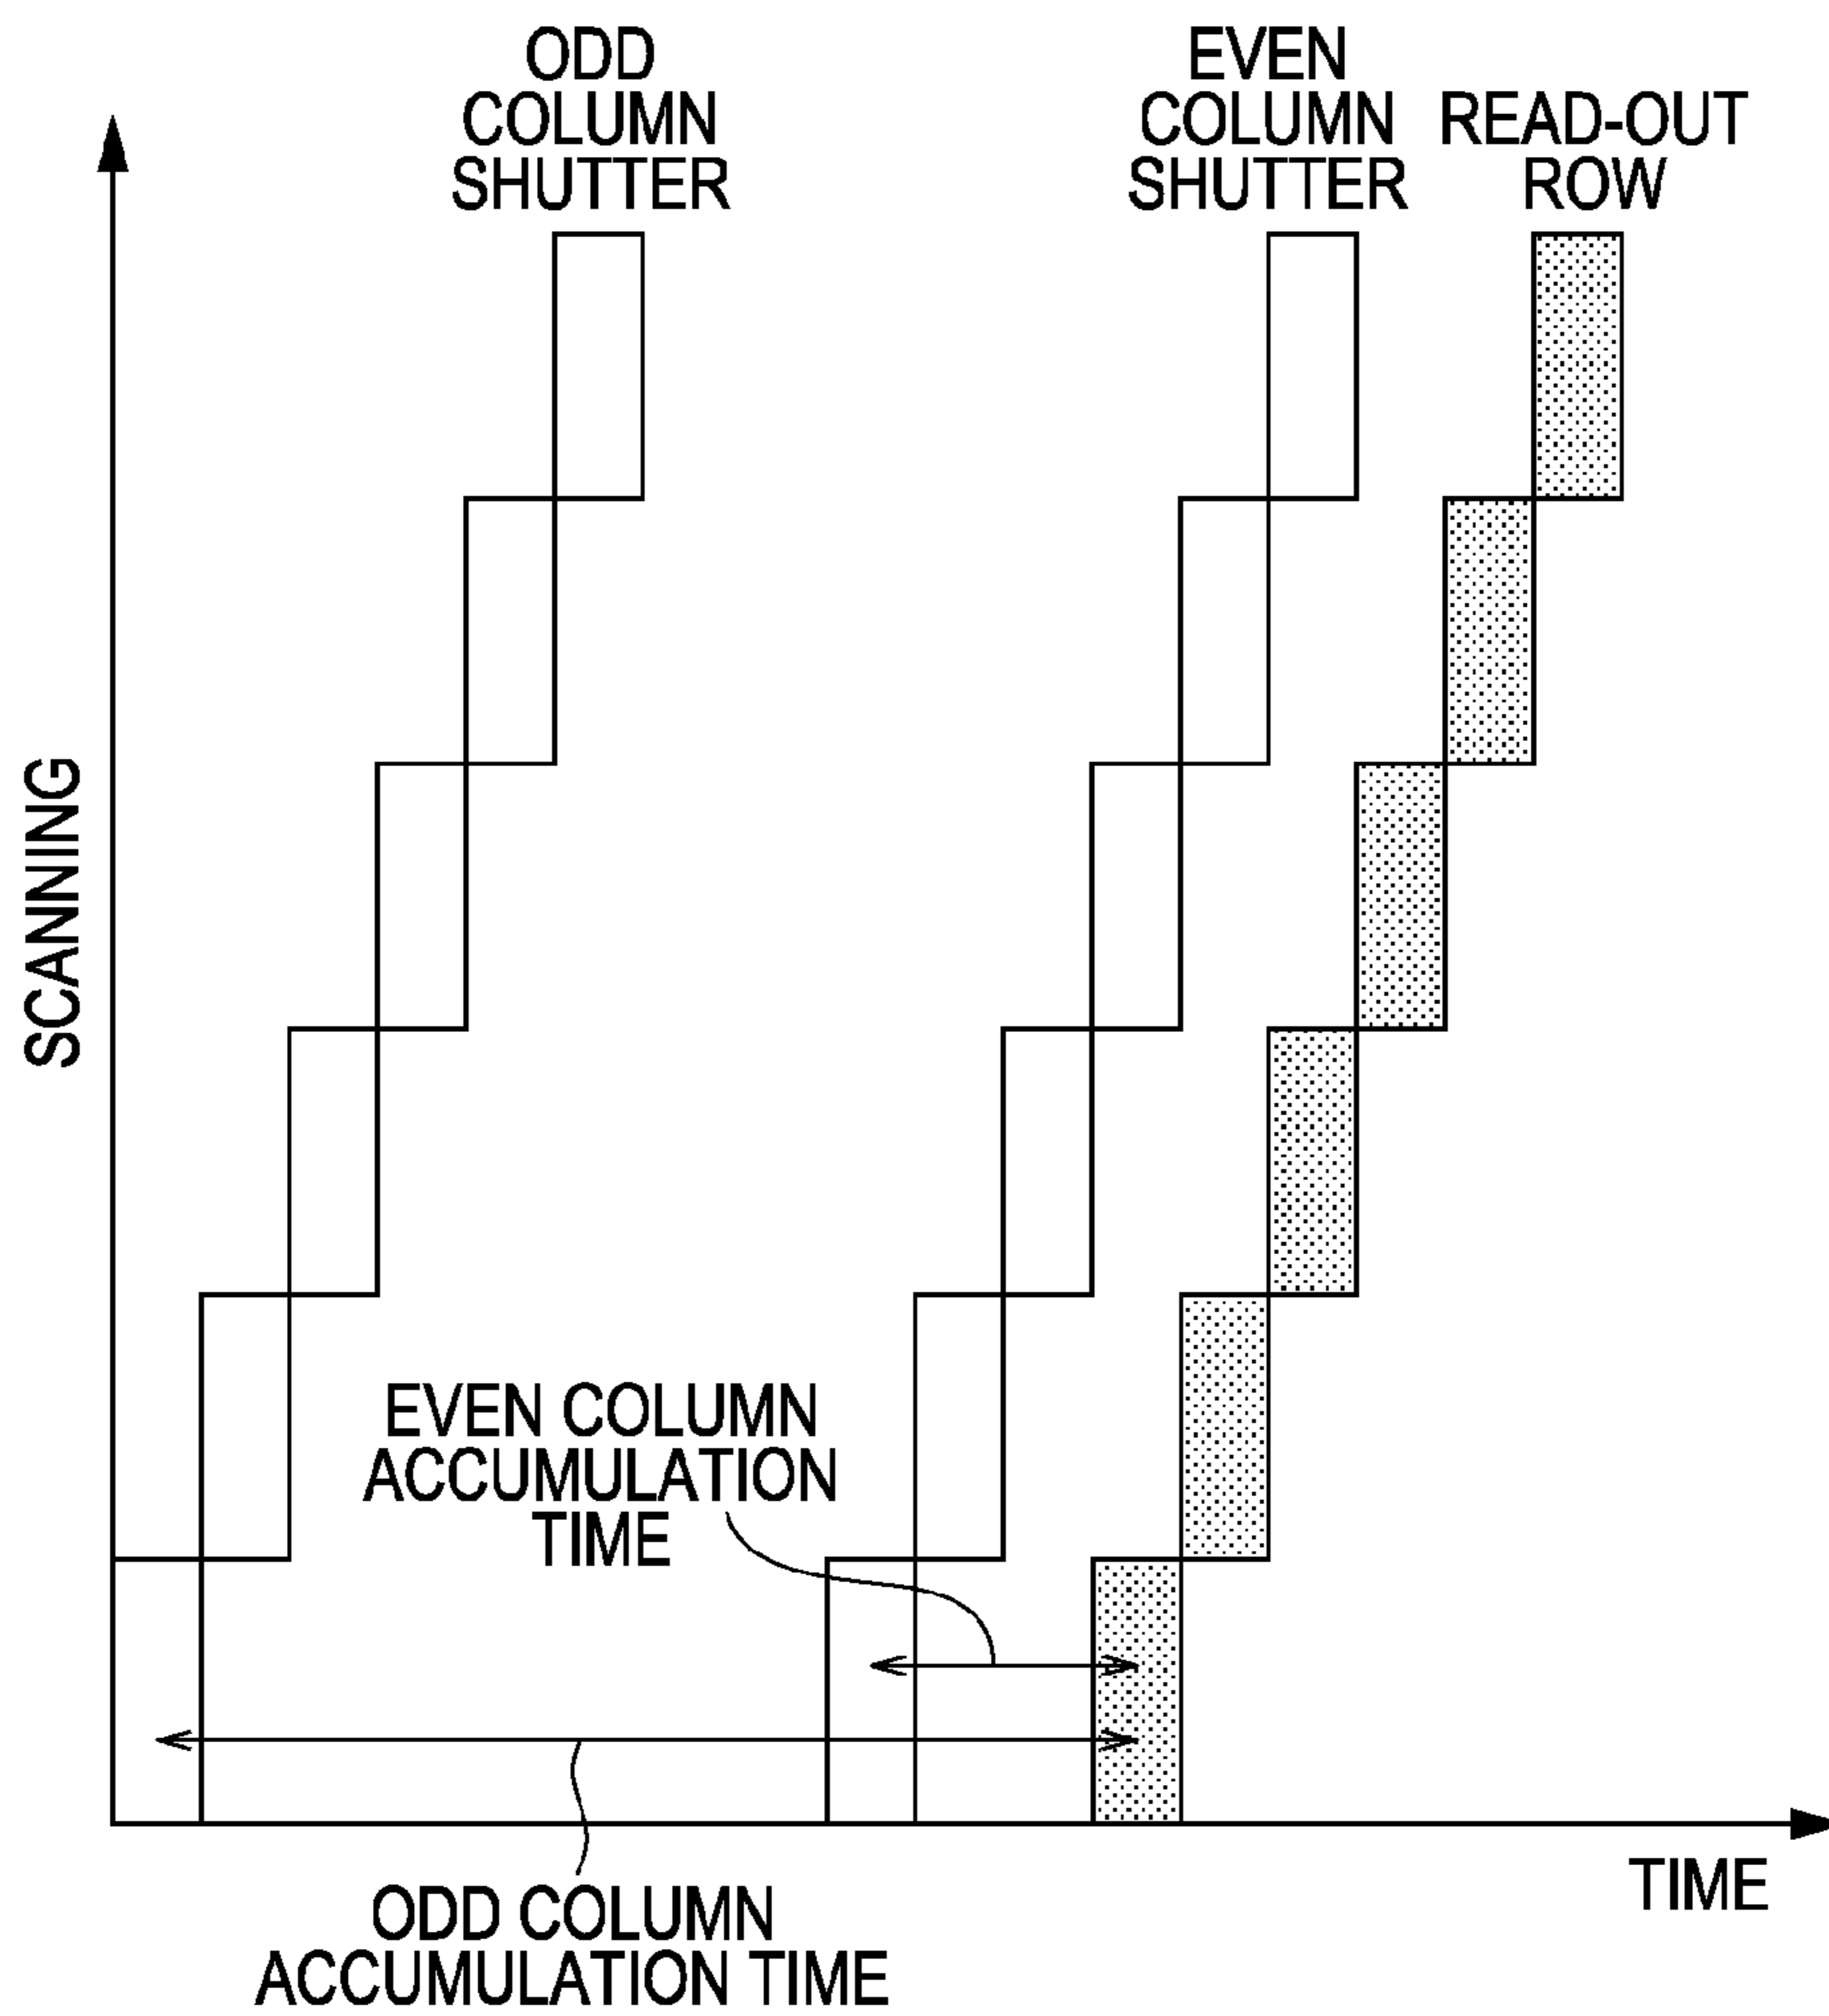 ODD
COLUMN
SHUTTER
EVEN
COLUMN
SHUTTER
READ-OUT
ROW
SCANNING
EVEN COLUMN
ACCUMULATION
TIME
TIME
ODD COLUMN
ACCUMULATION TIME